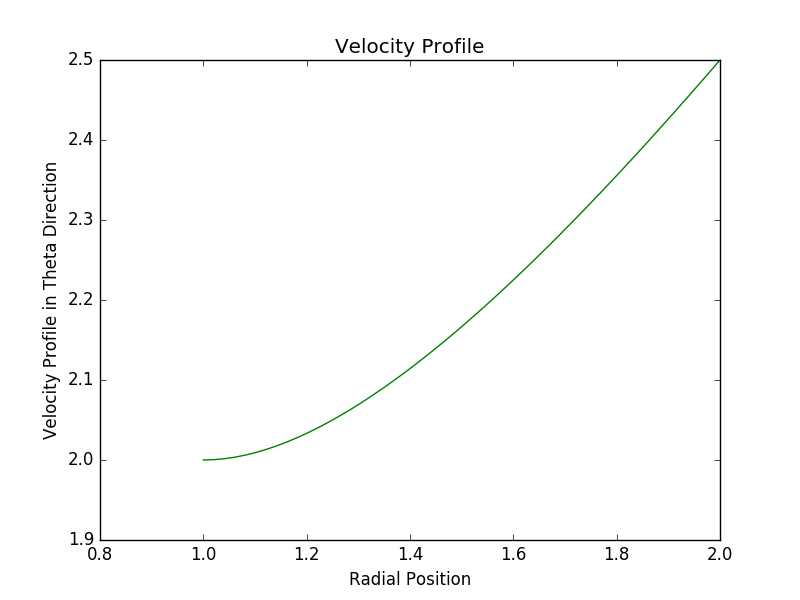 Velocity Profile
2.5
2.4
2.3
2.2
2.1
2.0
1.9
Velocity Profile in Theta Direction
0.8 1.0 1.2 1.4 1.6 1.8 2.0
Radial Position